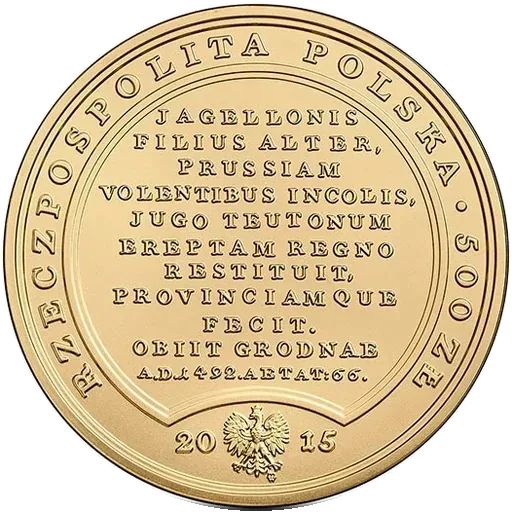 RZECZPOSPOLITA POLSKA · 500 ZŁ
JAGELLONIS
FILIUS ALTER,
PRUSSIAM
VOLENTIBUS INCOLIS,
JUGO TEUTONUM
EREPTAM REGNO
RESTITUIT,
PROVINCIAMQUE
FECIT.
OBIIT GRODNAE
A.D.1492.AETAT:66.
20 15